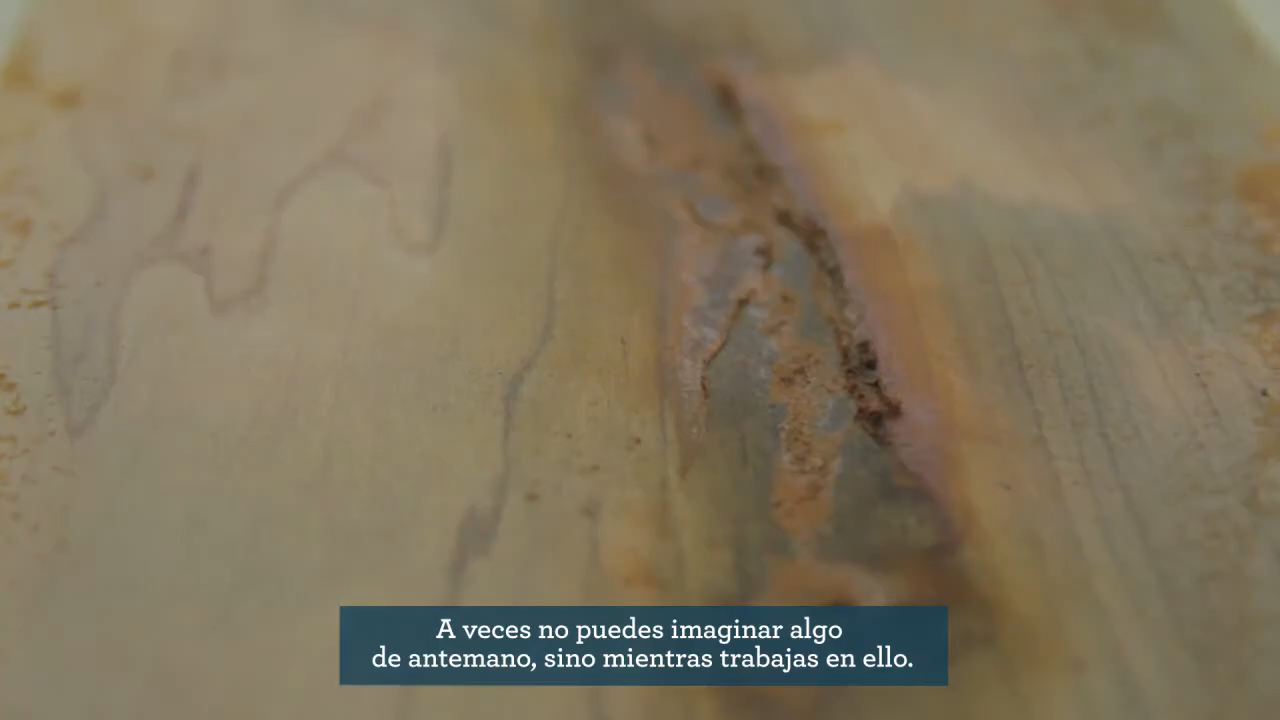 A veces no puedes imaginar algo
de antemano, sino mientras trabajas en ello.